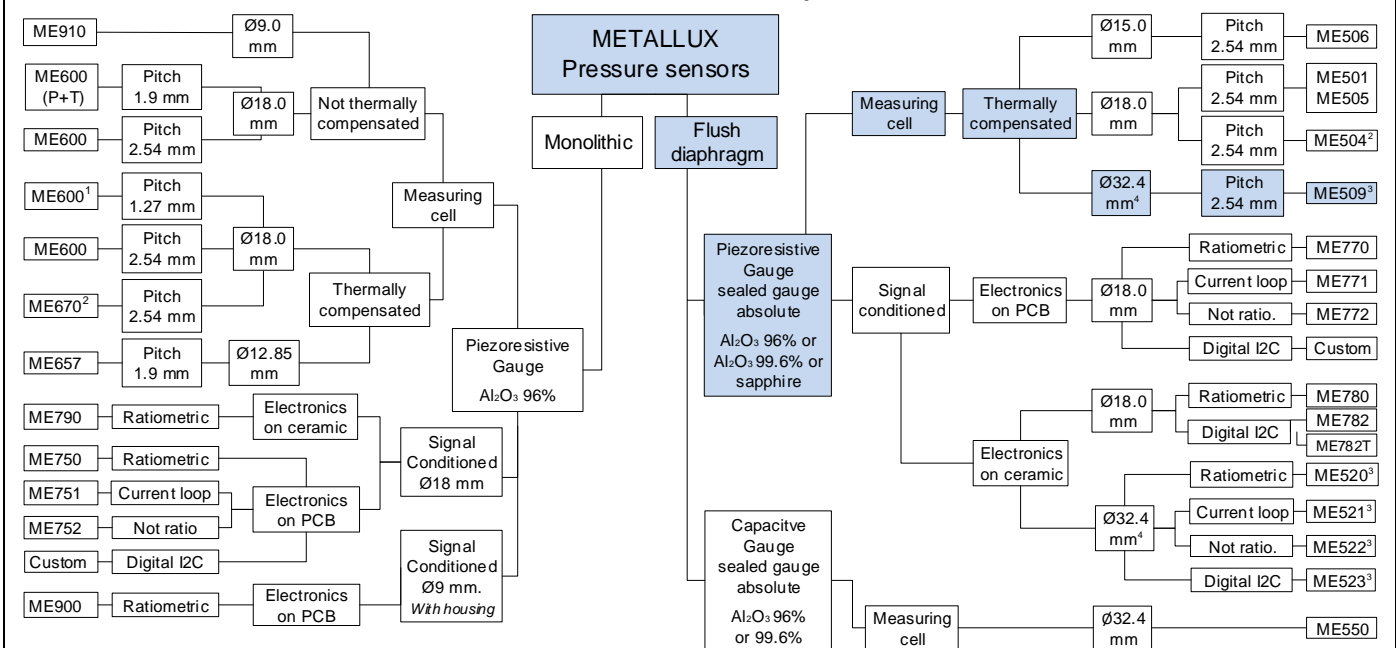 METALLUX
Pressure sensors
Monolithic
Flush
diaphragm
ME910
Ø9.0
mm
ME600
(P+T)
Pitch
1.9 mm
Ø18.0
mm
Not thermally
compensated
ME600
Pitch
2.54 mm
ME600¹
Pitch
1.27 mm
Measuring
cell
ME600
Pitch
2.54 mm
Ø18.0
mm
ME670²
Pitch
2.54 mm
Thermally
compensated
ME657
Pitch
1.9 mm
Ø12.85
mm
Piezoresistive
Gauge
Al₂O₃ 96%
ME790
Ratiometric
Electronics
on ceramic
ME750
Ratiometric
Signal
Conditioned
Ø18 mm
ME751
Current loop
Electronics
on PCB
ME752
Not ratio
Custom
Digital I2C
Signal
Conditioned
Ø9 mm.
With housing
ME900
Ratiometric
Electronics
on PCB
Measuring
cell
Thermally
compensated
Ø15.0
mm
Pitch
2.54 mm
ME506
Ø18.0
mm
Pitch
2.54 mm
ME501
ME505
Pitch
2.54 mm
ME504²
Ø32.4
mm⁴
Pitch
2.54 mm
ME509³
Piezoresistive
Gauge
sealed gauge
absolute
Al₂O₃ 96% or
Al₂O₃ 99.6% or
sapphire
Signal
conditioned
Electronics
on PCB
Ø18.0
mm
Ratiometric
ME770
Current loop
ME771
Not ratio.
ME772
Digital I2C
Custom
Electronics
on ceramic
Ø18.0
mm
Ratiometric
ME780
Digital I2C
ME782
ME782T
Ø32.4
mm⁴
Ratiometric
ME520³
Current loop
ME521³
Not ratio.
ME522³
Digital I2C
ME523³
Capacitve
Gauge
sealed gauge
absolute
Al₂O₃ 96%
or 99.6%
Measuring
cell
Ø32.4
mm
ME550